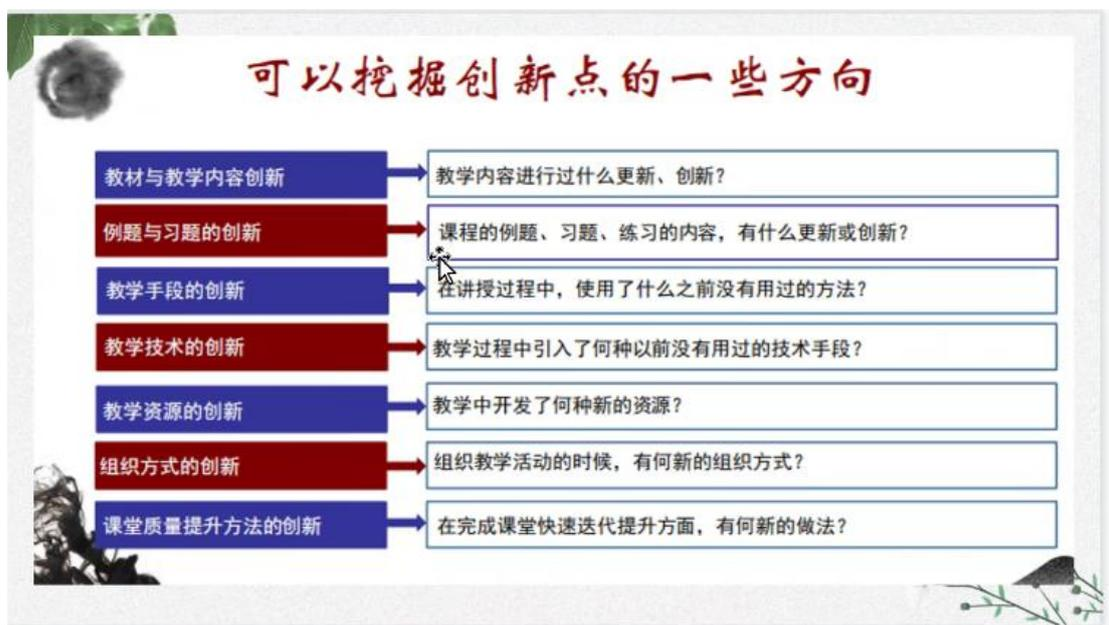 可以挖掘创新点的一些方向
教材与教学内容创新
教学内容进行过什么更新、创新？
例题与习题的创新
课程的例题、习题、练习的内容，有什么更新或创新？
教学手段的创新
在讲授过程中，使用了什么之前没有用过的方法？
教学技术的创新
教学过程中引入了何种以前没有用过的技术手段？
教学资源的创新
教学中开发了何种新的资源？
组织方式的创新
组织教学活动的时候，有何新的组织方式？
课堂质量提升方法的创新
在完成课堂快速迭代提升方面，有何新的做法？